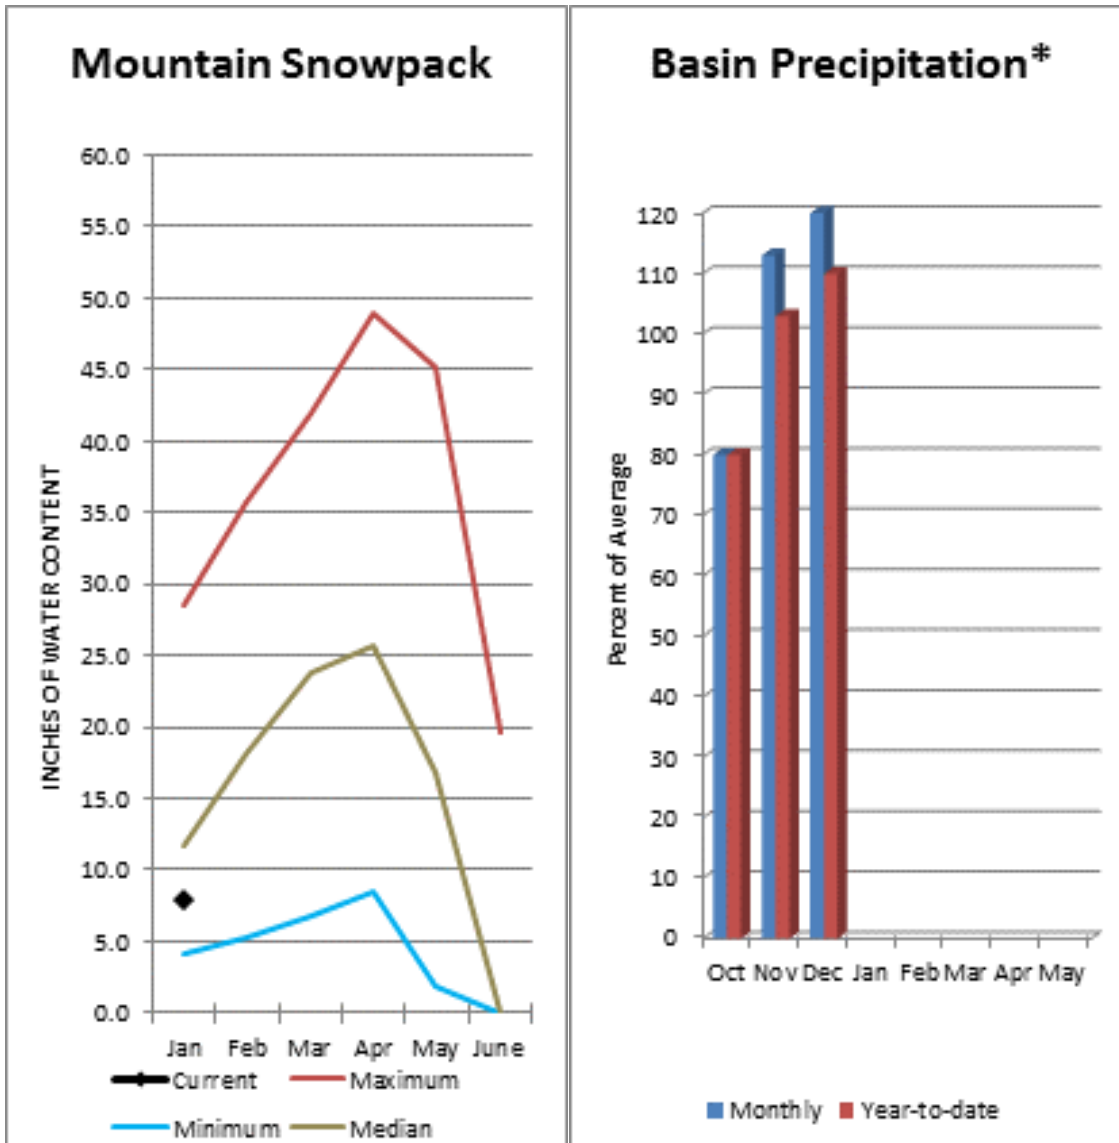 Mountain Snowpack
INCHES OF WATER CONTENT
60.0
55.0
50.0
45.0
40.0
35.0
30.0
25.0
20.0
15.0
10.0
5.0
0.0
Jan Feb Mar Apr May June
Current Maximum
Minimum Median
Basin Precipitation*
Percent of Average
120
110
100
90
80
70
60
50
40
30
20
10
0
Oct Nov Dec Jan Feb Mar Apr May
Monthly Year-to-date